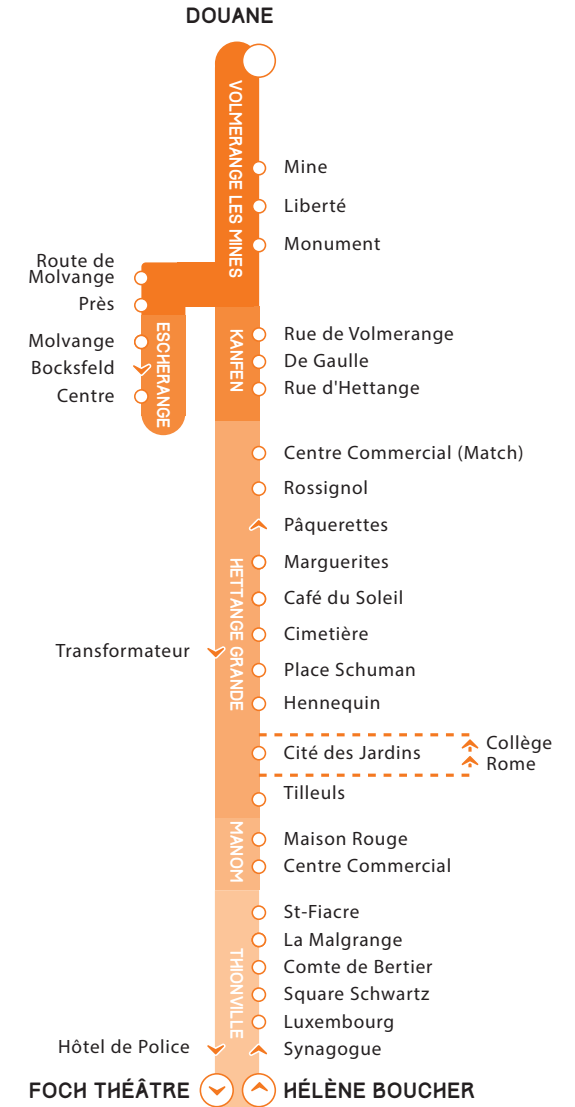 DOUANE
VOLMERANGE LES MINES
Mine
Liberté
Monument
Route de
Molvange
Près
ESCHERANGE
Molvange
Bocksfeld
Centre
KANFEN
Rue de Volmerange
De Gaulle
Rue d'Hettange
HETTANGE GRANDE
Centre Commercial (Match)
Rossignol
Pâquerettes
Marguerites
Café du Soleil
Cimetière
Transformateur
Place Schuman
Hennequin
Cité des Jardins
Collège
Rome
Tilleuls
MANOM
Maison Rouge
Centre Commercial
THIONVILLE
St-Fiacre
La Malgrange
Comte de Bertier
Square Schwartz
Luxembourg
Hôtel de Police
Synagogue
FOCH THÉÂTRE
HÉLÈNE BOUCHER